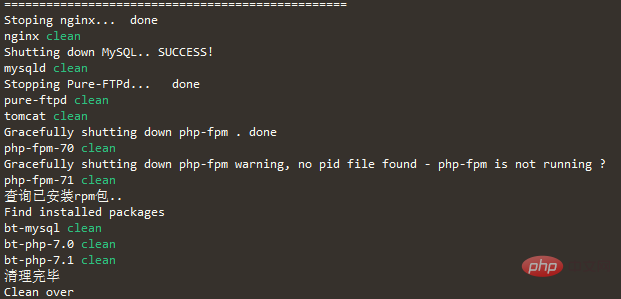 =================================================
Stoping nginx...  done
nginx clean
Shutting down MySQL.. SUCCESS!
mysqld clean
Stopping Pure-FTPd...   done
pure-ftpd clean
tomcat clean
Gracefully shutting down php-fpm . done
php-fpm-70 clean
Gracefully shutting down php-fpm warning, no pid file found - php-fpm is not running ?
php-fpm-71 clean
查询已安装rpm包..
Find installed packages
bt-mysql clean
bt-php-7.0 clean
bt-php-7.1 clean
清理完毕
Clean over
php